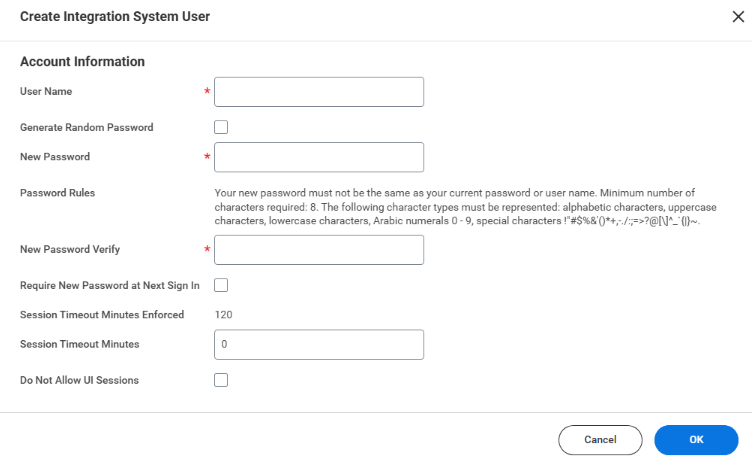 Create Integration System User
Account Information
User Name *
Generate Random Password
New Password *
Password Rules Your new password must not be the same as your current password or user name. Minimum number of
characters required: 8. The following character types must be represented: alphabetic characters, uppercase
characters, lowercase characters, Arabic numerals 0 - 9, special characters !"#$%&'()*+,-./:;=>?@[\]^_`{|}~.
New Password Verify *
Require New Password at Next Sign In
Session Timeout Minutes Enforced 120
Session Timeout Minutes 0
Do Not Allow UI Sessions
Cancel OK